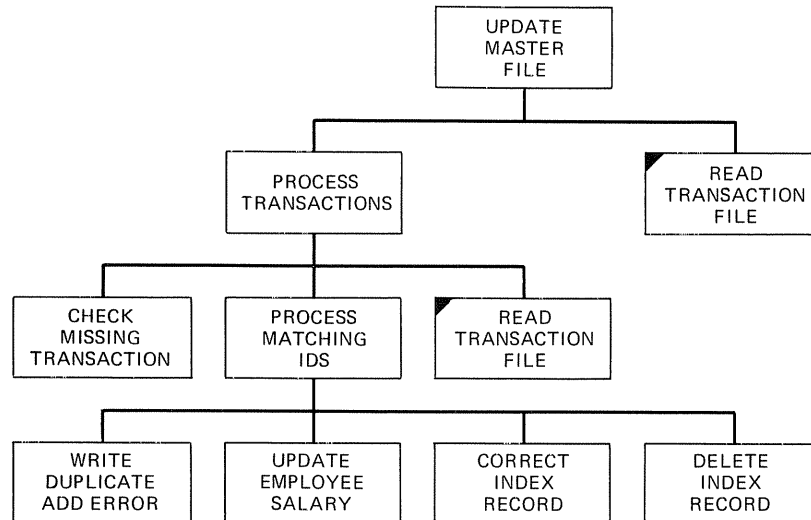 UPDATE
MASTER
FILE
PROCESS
TRANSACTIONS
READ
TRANSACTION
FILE
CHECK
MISSING
TRANSACTION
PROCESS
MATCHING
IDS
READ
TRANSACTION
FILE
WRITE
DUPLICATE
ADD ERROR
UPDATE
EMPLOYEE
SALARY
CORRECT
INDEX
RECORD
DELETE
INDEX
RECORD